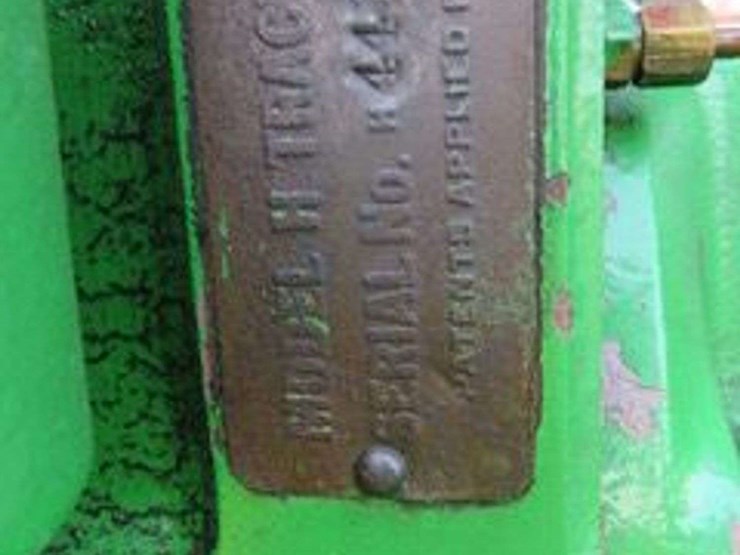 MODEL H TRAC
SERIAL No. H 44
PATENTS APPLIED